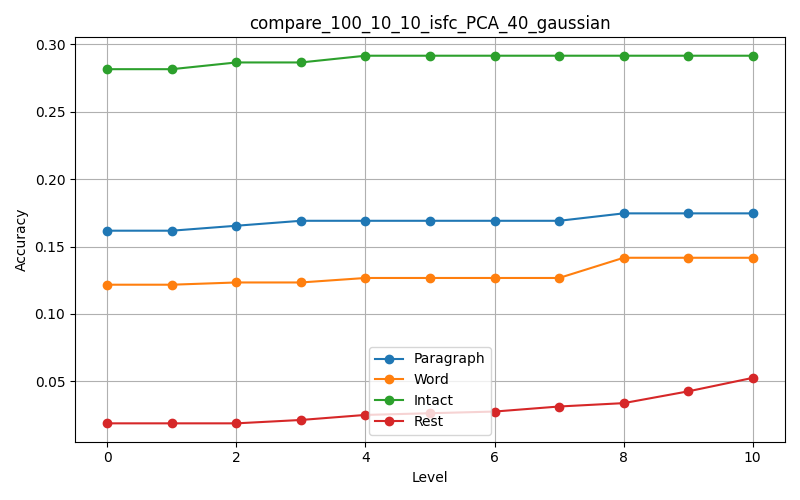 compare_100_10_10_isfc_PCA_40_gaussian
0.30
0.25
0.20
0.15
0.10
0.05
Accuracy
Paragraph
Word
Intact
Rest
0 2 4 6 8 10
Level